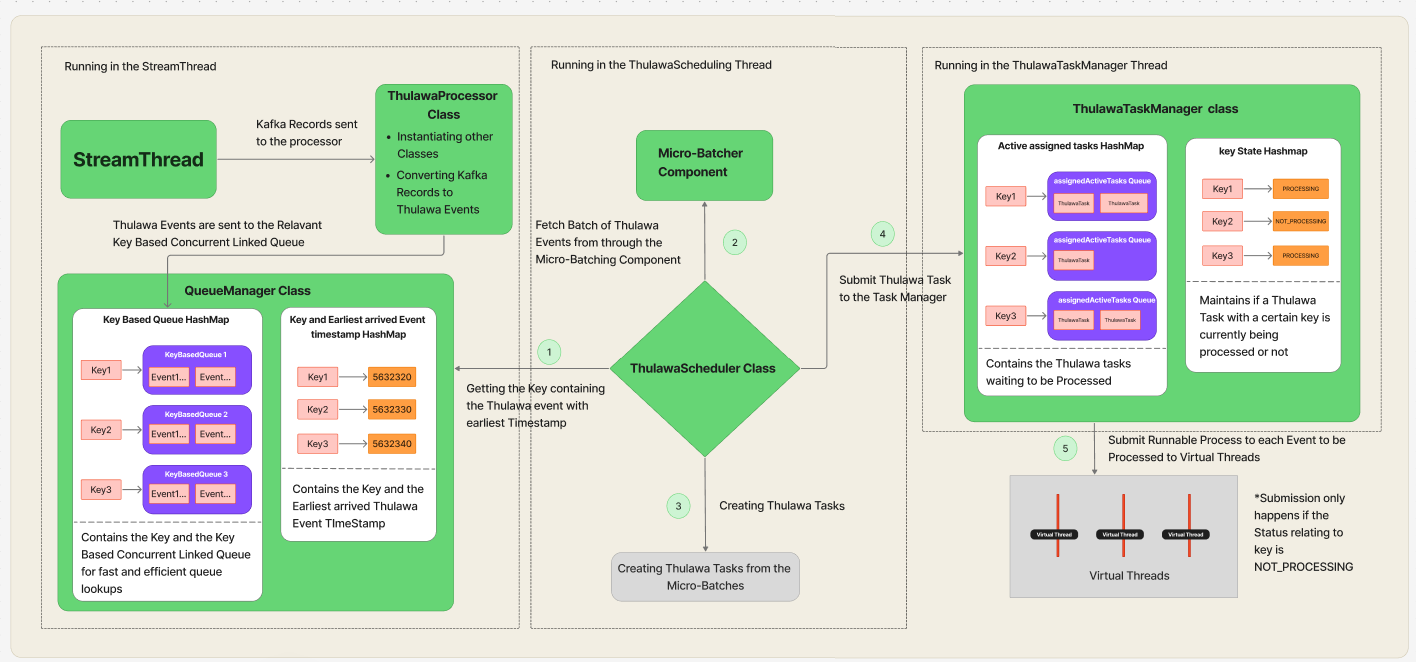 Running in the StreamThread
StreamThread
Kafka Records sent
to the processor
ThulawaProcessor
Class
Instantiating other
Classes
Converting Kafka
Records to
Thulawa Events
Thulawa Events are sent to the Relavant
Key Based Concurrent Linked Queue
QueueManager Class
Key Based Queue HashMap
Key1
KeyBasedQueue 1
Event1...
Event...
Key2
KeyBasedQueue 2
Event1...
Event...
Key3
KeyBasedQueue 3
Event1...
Event...
Contains the Key and the Key
Based Concurrent Linked Queue
for fast and efficient queue
lookups
Key and Earliest arrived Event
timestamp HashMap
Key1
5632320
Key2
5632330
Key3
5632340
Contains the Key and the
Earliest arrived Thulawa
Event TImeStamp
Running in the ThulawaScheduling Thread
Micro-Batcher
Component
Fetch Batch of Thulawa
Events from through the
Micro-Batching Component
2
1
Getting the Key containing
the Thulawa event with
earliest Timestamp
ThulawaScheduler Class
3
Creating Thulawa Tasks
Creating Thulawa Tasks from the
Micro-Batches
4
Submit Thulawa Task
to the Task Manager
Running in the ThulawaTaskManager Thread
ThulawaTaskManager class
Active assigned tasks HashMap
Key1
assignedActiveTasks Queue
ThulawaTask
ThulawaTask
Key2
assignedActiveTasks Queue
ThulawaTask
Key3
assignedActiveTasks Queue
ThulawaTask
ThulawaTask
Contains the Thulawa tasks
waiting to be Processed
key State Hashmap
Key1
PROCESSING
Key2
NOT_PROCESSING
Key3
PROCESSING
Maintains if a Thulawa
Task with a certain key is
currently being
processed or not
5
Submit Runnable Process to each Event to be
Processed to Virtual Threads
Virtual Thread
Virtual Thread
Virtual Thread
Virtual Threads
*Submission only
happens if the
Status relating to
key is
NOT_PROCESSING